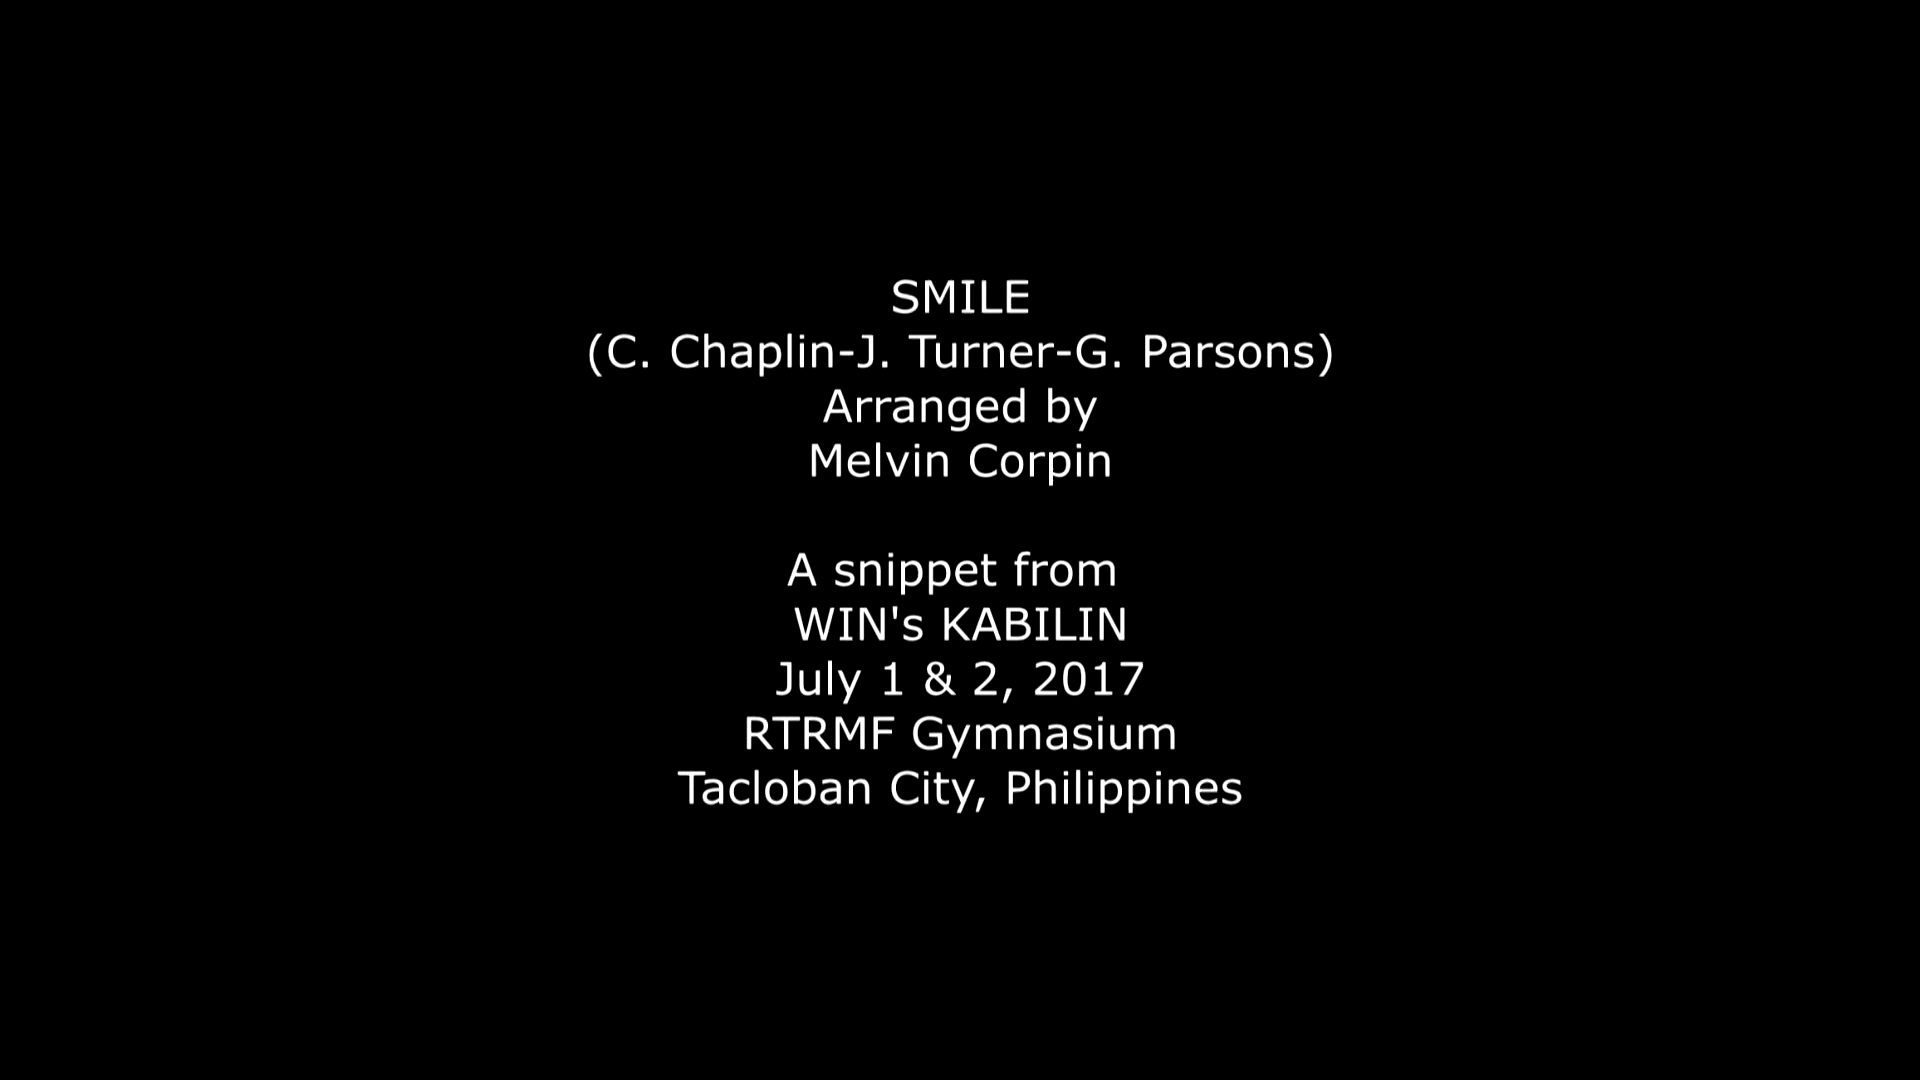 SMILE
(C. Chaplin-J. Turner-G. Parsons)
Arranged by
Melvin Corpin
A snippet from
WIN's KABILIN
July 1 & 2, 2017
RTRMF Gymnasium
Tacloban City, Philippines